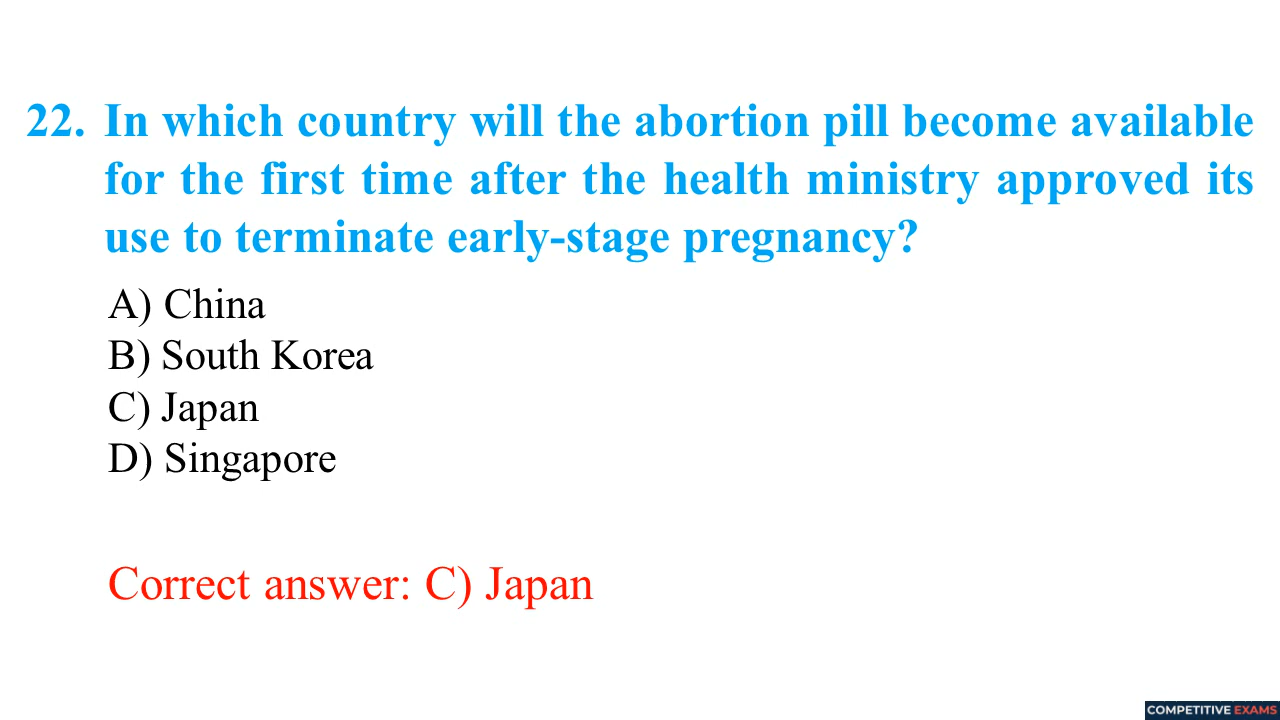 22. In which country will the abortion pill become available
for the first time after the health ministry approved its
use to terminate early-stage pregnancy?
A) China
B) South Korea
C) Japan
D) Singapore
Correct answer: C) Japan
COMPETITIVE EXAMS